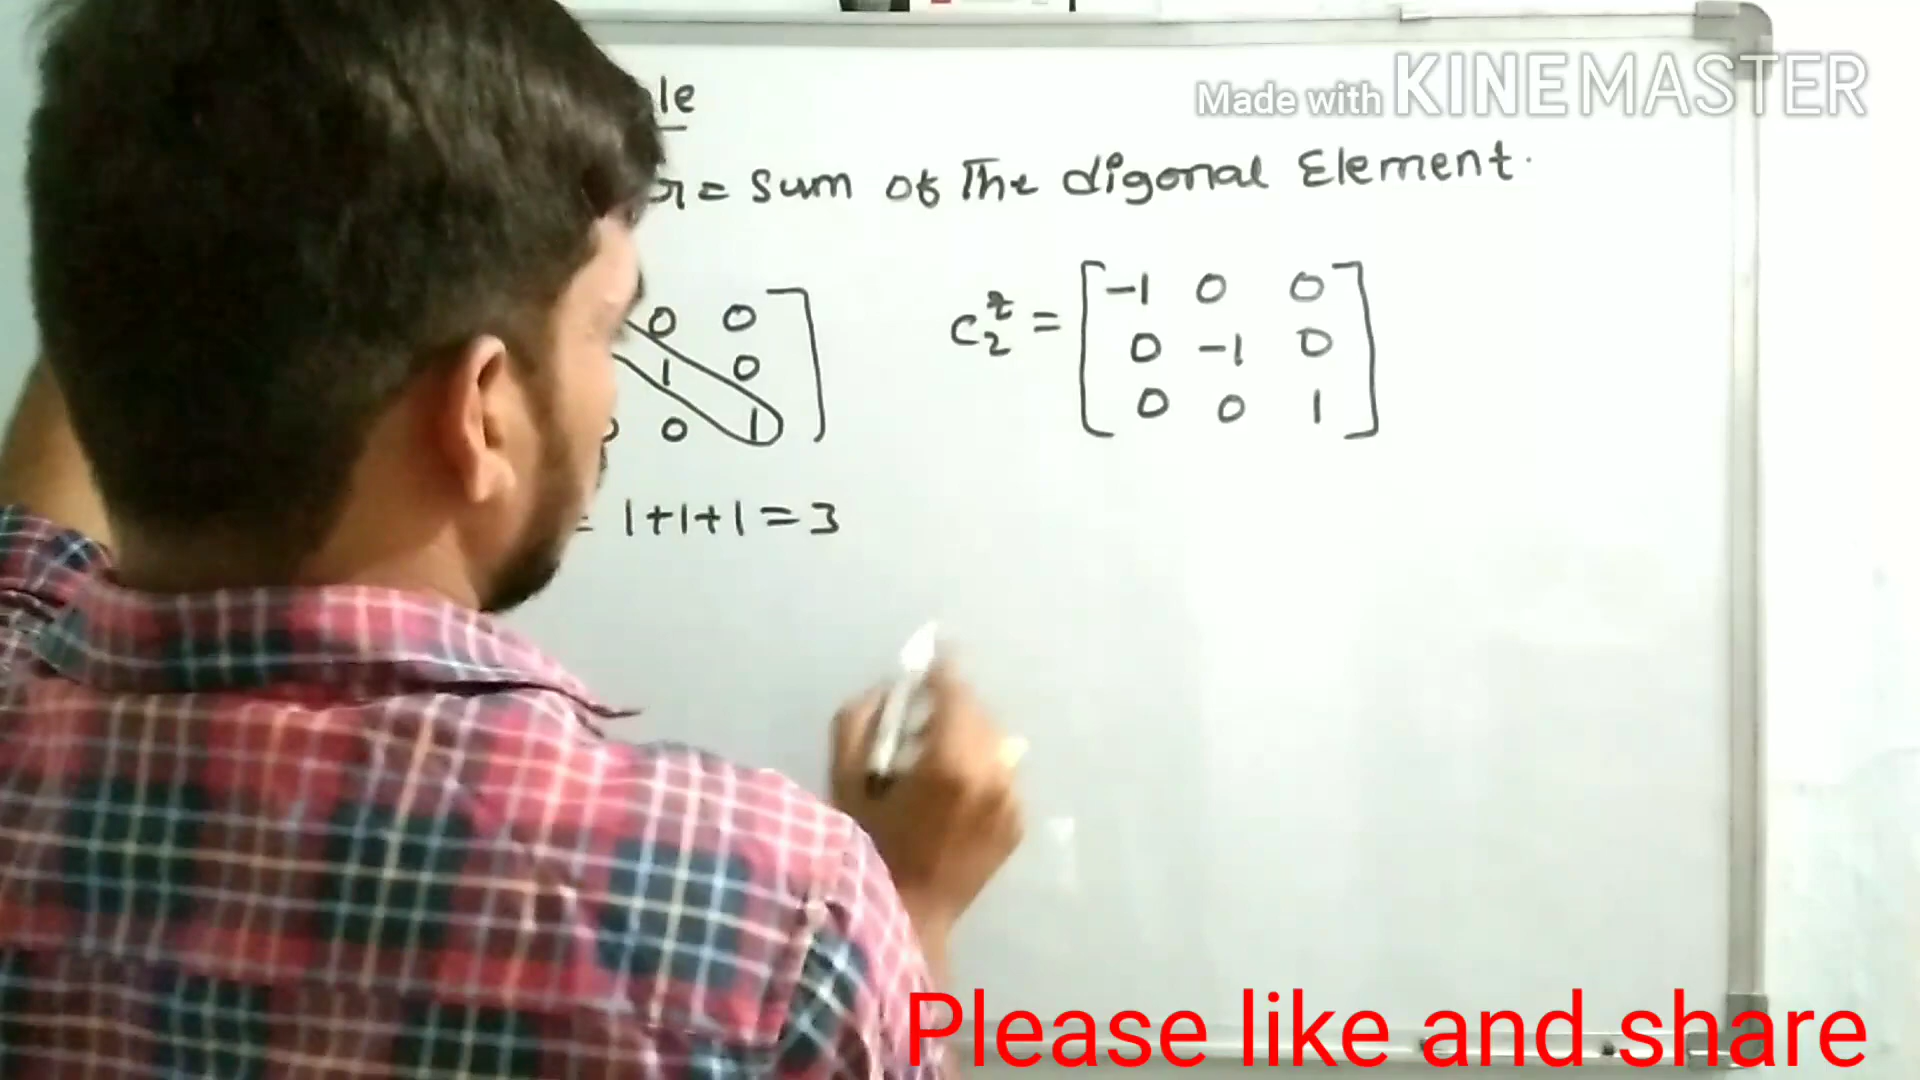 Made with KINEMASTER
le
r = Sum of The digonal Element.
0 0
1 0
0 1
C₂ᶻ = [ -1 0 0
0 -1 0
0 0 1 ]
= 1+1+1 = 3
Please like and share